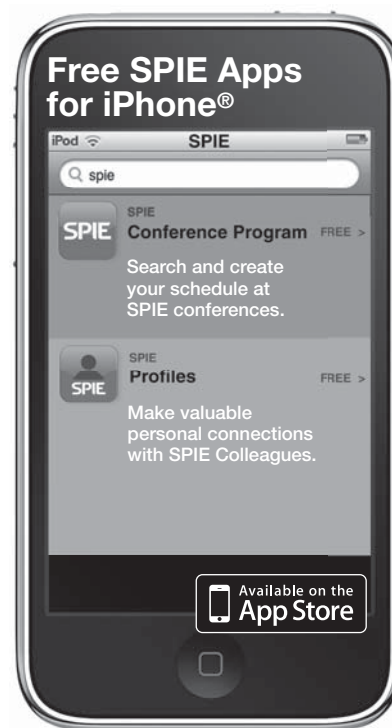 Free SPIE Apps
for iPhone®
iPod SPIE
spie
SPIE
SPIE
Conference Program FREE >
Search and create
your schedule at
SPIE conferences.
SPIE
SPIE
Profiles FREE >
Make valuable
personal connections
with SPIE Colleagues.
Available on the
App Store